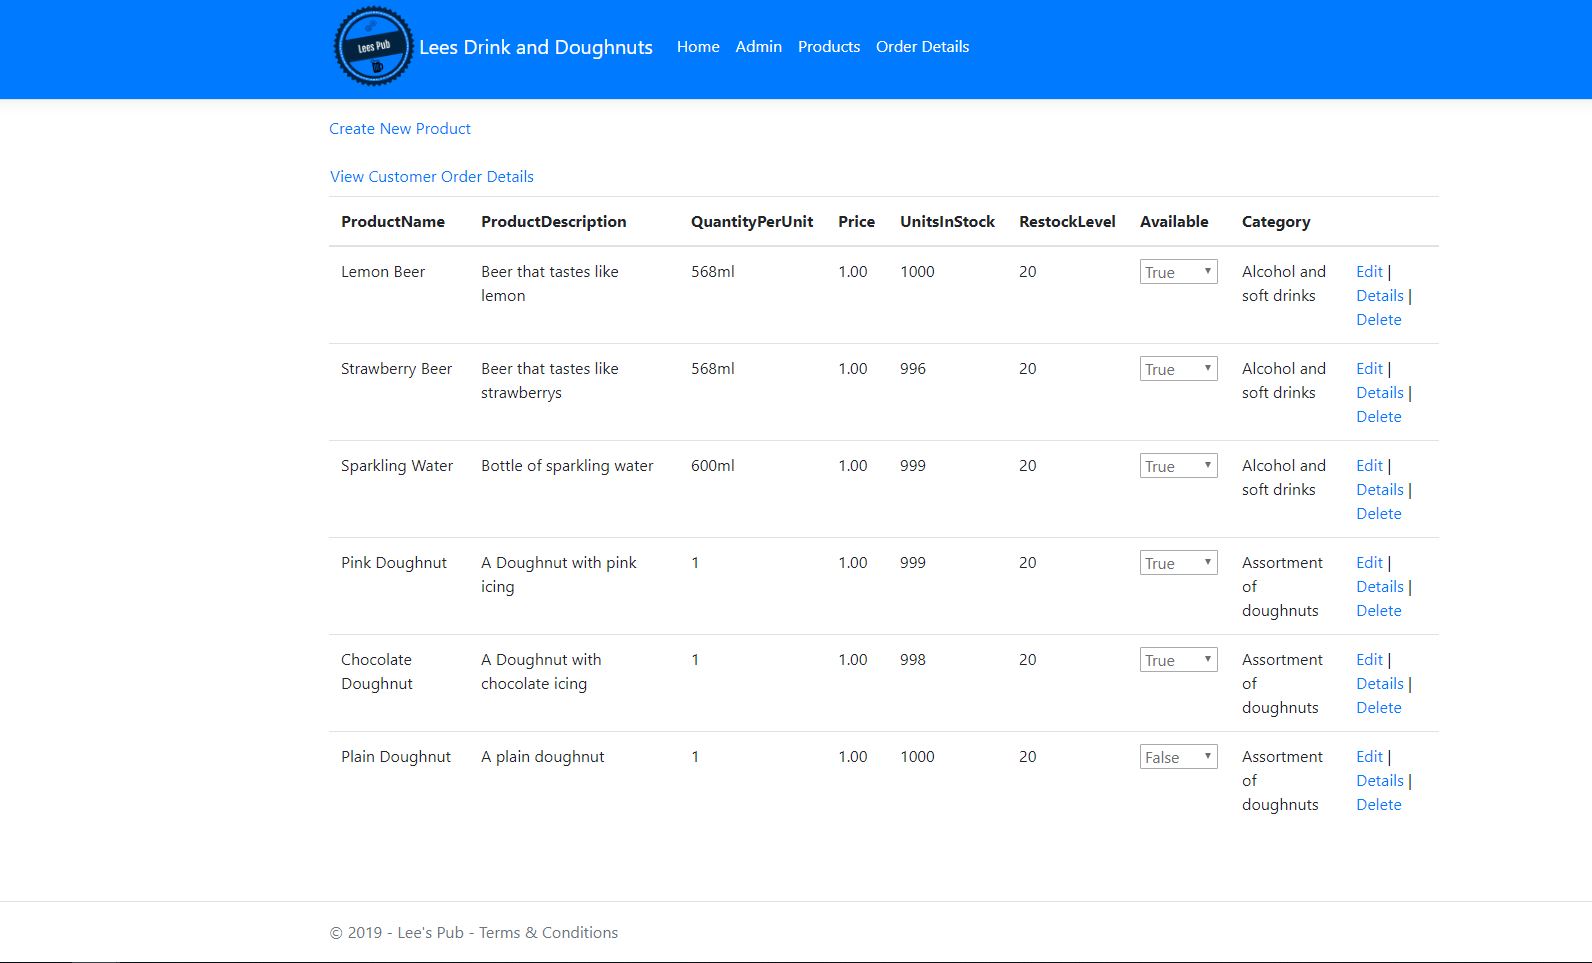 Lees Pub
Lees Drink and Doughnuts Home Admin Products Order Details
Create New Product
View Customer Order Details
ProductName ProductDescription QuantityPerUnit Price UnitsInStock RestockLevel Available Category
Lemon Beer Beer that tastes like 568ml 1.00 1000 20 True Alcohol and Edit |
lemon soft drinks Details |
Delete
Strawberry Beer Beer that tastes like 568ml 1.00 996 20 True Alcohol and Edit |
strawberrys soft drinks Details |
Delete
Sparkling Water Bottle of sparkling water 600ml 1.00 999 20 True Alcohol and Edit |
soft drinks Details |
Delete
Pink Doughnut A Doughnut with pink 1 1.00 999 20 True Assortment Edit |
icing of Details |
doughnuts Delete
Chocolate A Doughnut with 1 1.00 998 20 True Assortment Edit |
Doughnut chocolate icing of Details |
doughnuts Delete
Plain Doughnut A plain doughnut 1 1.00 1000 20 False Assortment Edit |
of Details |
doughnuts Delete
© 2019 - Lee's Pub - Terms & Conditions